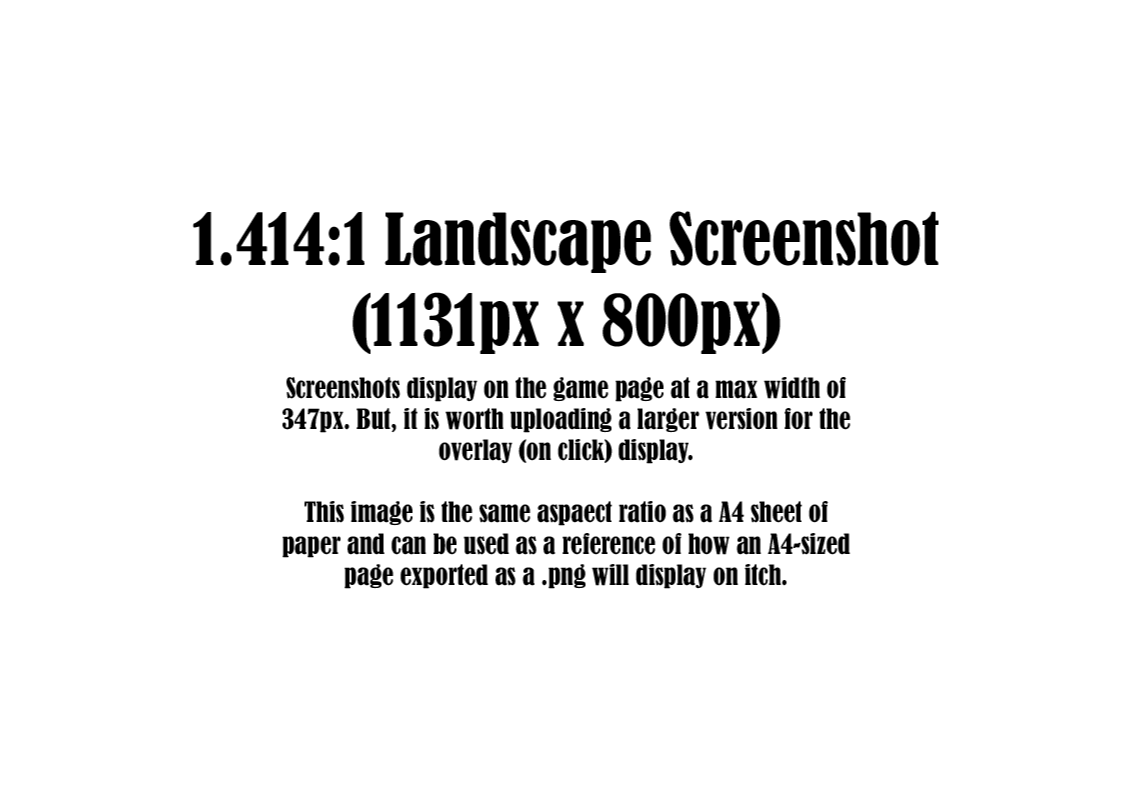 1.414:1 Landscape Screenshot
(1131px x 800px)
Screenshots display on the game page at a max width of
347px. But, it is worth uploading a larger version for the
overlay (on click) display.
This image is the same aspaect ratio as a A4 sheet of
paper and can be used as a reference of how an A4-sized
page exported as a .png will display on itch.